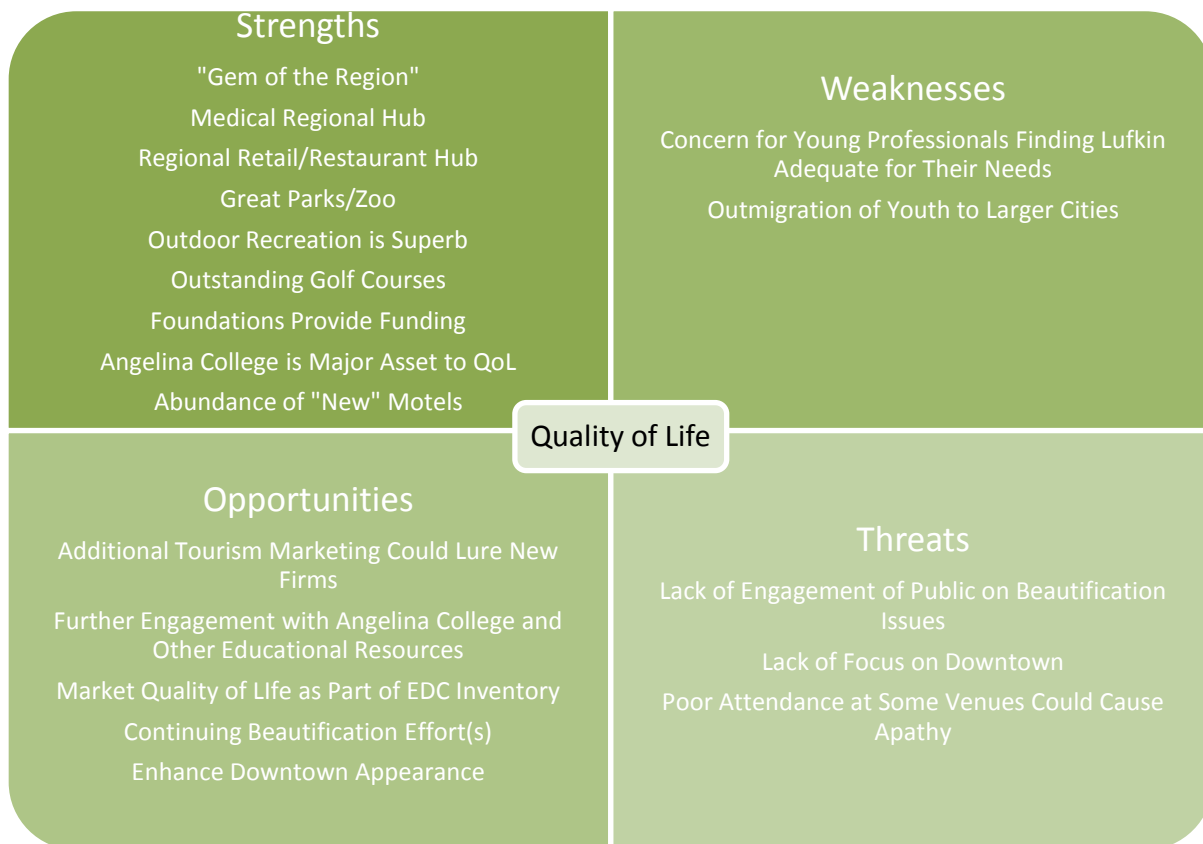 Strengths
"Gem of the Region"
Medical Regional Hub
Regional Retail/Restaurant Hub
Great Parks/Zoo
Outdoor Recreation is Superb
Outstanding Golf Courses
Foundations Provide Funding
Angelina College is Major Asset to QoL
Abundance of "New" Motels
Weaknesses
Concern for Young Professionals Finding Lufkin
Adequate for Their Needs
Outmigration of Youth to Larger Cities
Quality of Life
Opportunities
Additional Tourism Marketing Could Lure New
Firms
Further Engagement with Angelina College and
Other Educational Resources
Market Quality of LIfe as Part of EDC Inventory
Continuing Beautification Effort(s)
Enhance Downtown Appearance
Threats
Lack of Engagement of Public on Beautification
Issues
Lack of Focus on Downtown
Poor Attendance at Some Venues Could Cause
Apathy